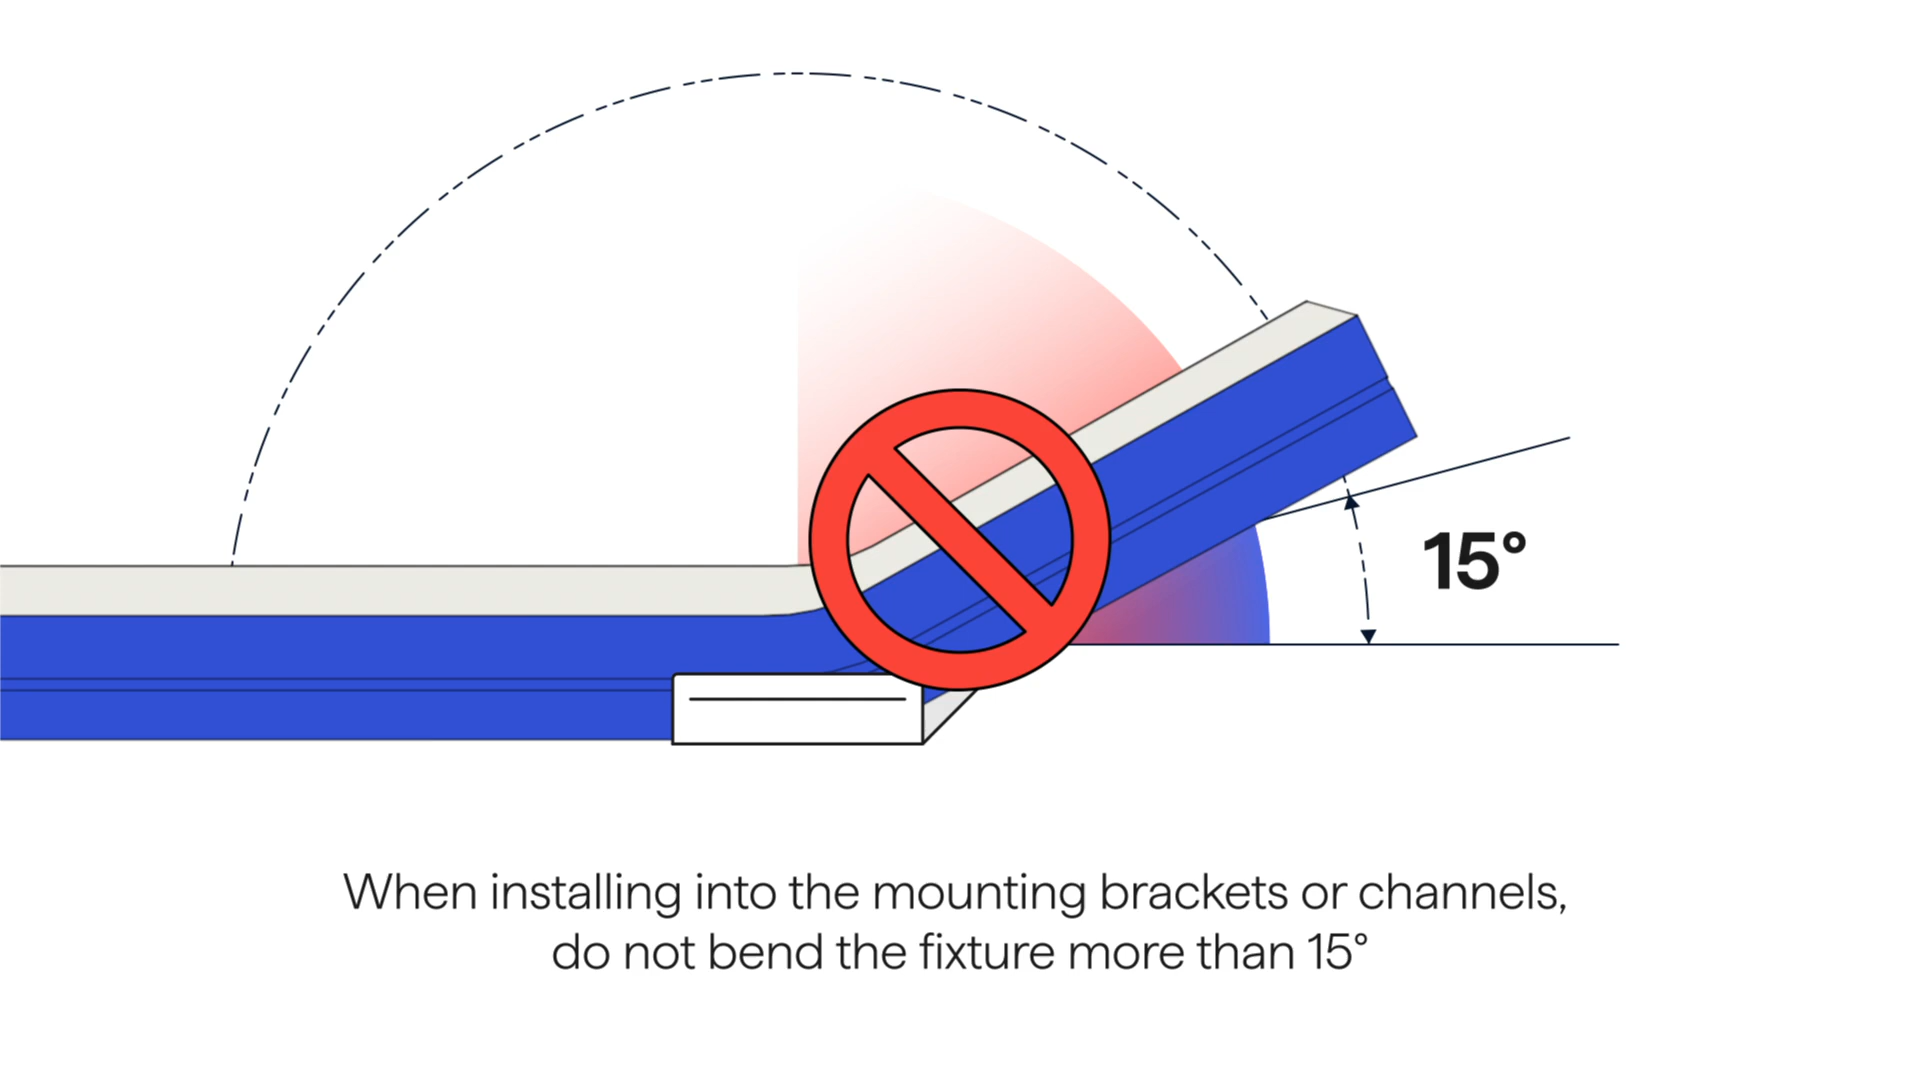 15°
When installing into the mounting brackets or channels,
do not bend the fixture more than 15°